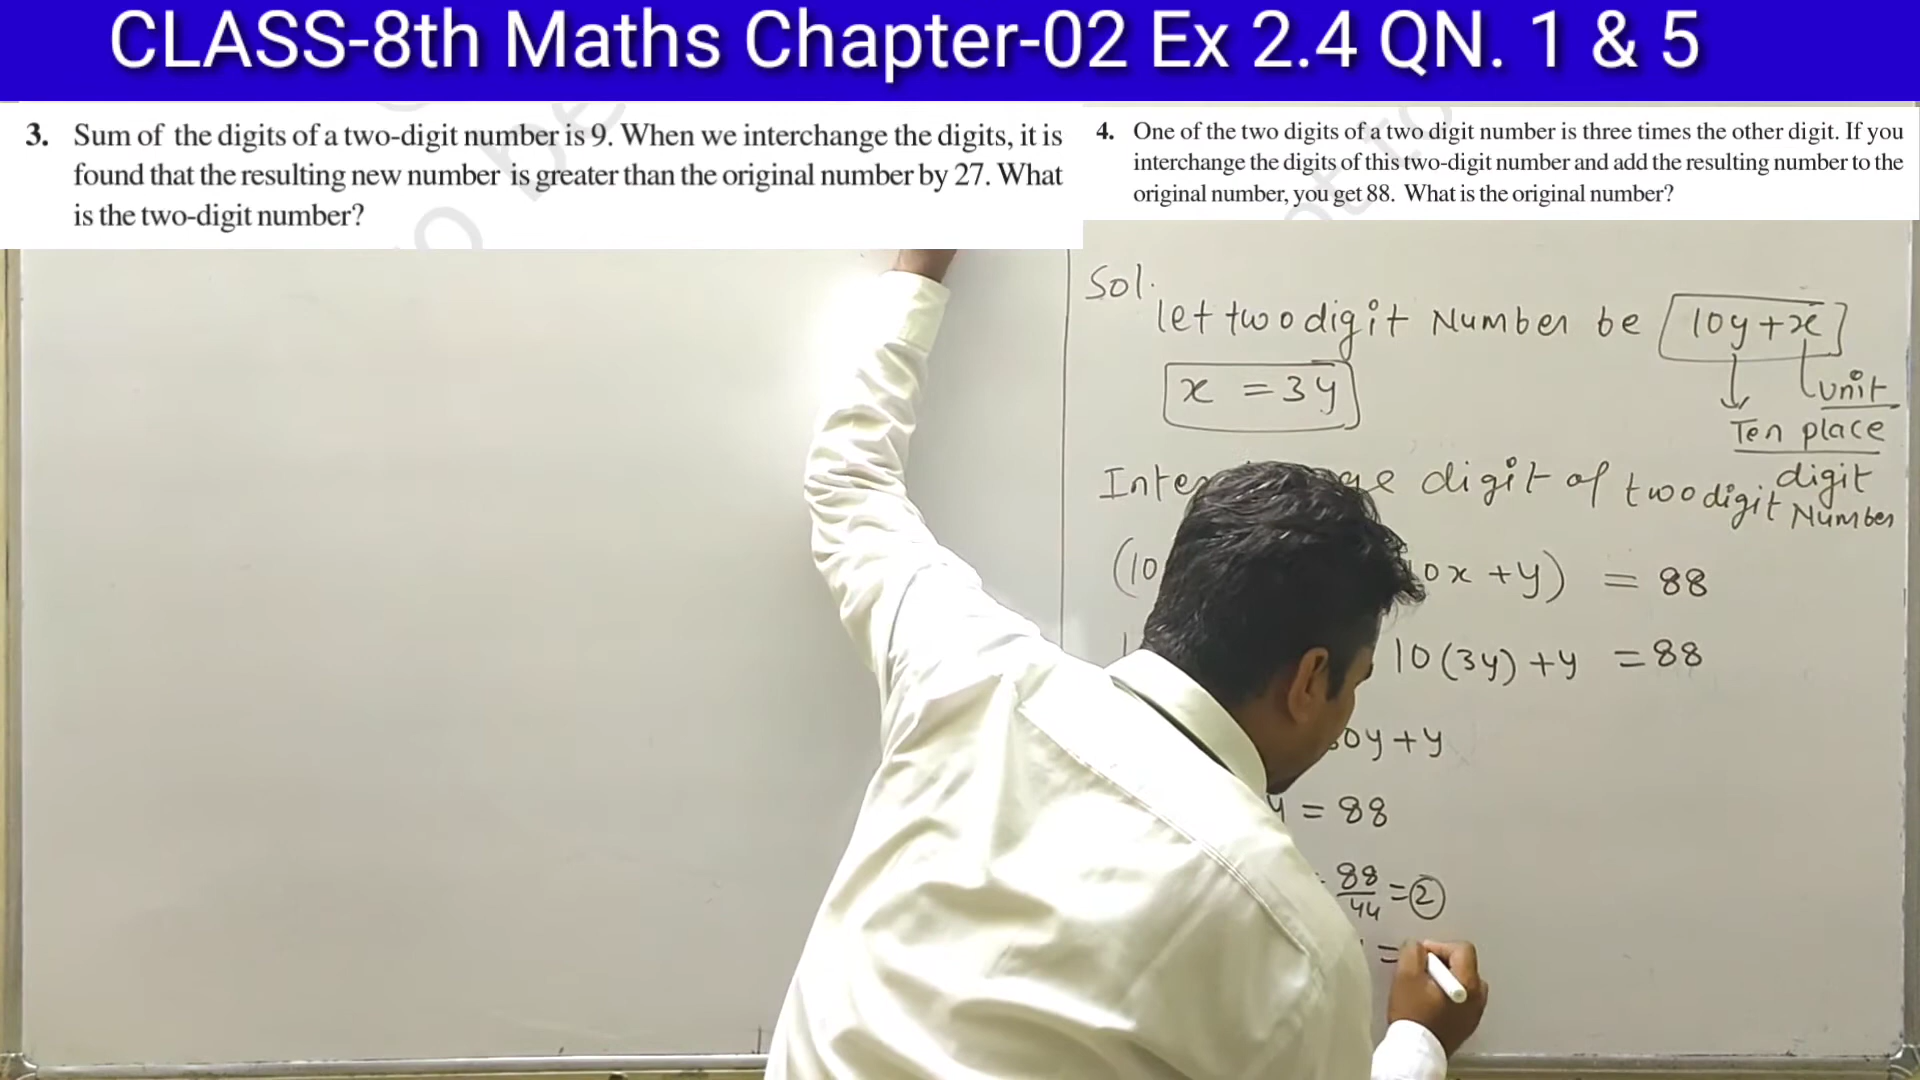 CLASS-8th Maths Chapter-02 Ex 2.4 QN. 1 & 5
3. Sum of the digits of a two-digit number is 9. When we interchange the digits, it is
found that the resulting new number is greater than the original number by 27. What
is the two-digit number?
4. One of the two digits of a two digit number is three times the other digit. If you
interchange the digits of this two-digit number and add the resulting number to the
original number, you get 88. What is the original number?
Sol.
let two digit Number be 10y+x
x = 3y
unit
Ten place
digit
digit of two digit Number
(10 0x +y) = 88
10(3y) +y = 88
0y + y
y = 88
88/44 = 2
=